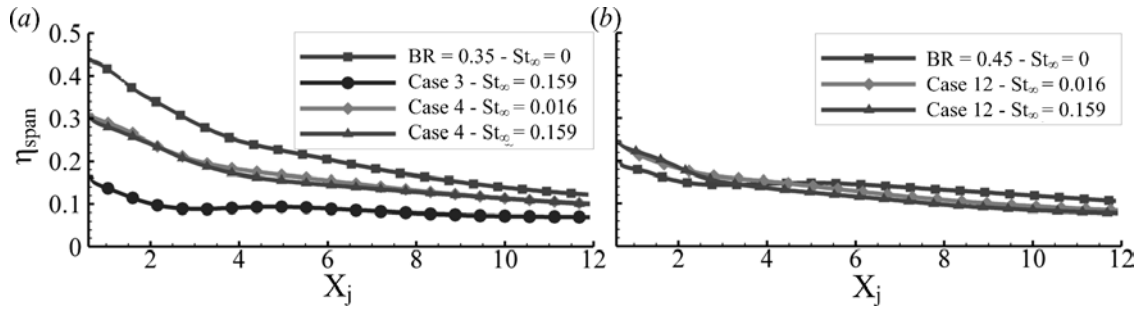 (a)
0.5
0.4
0.3
0.2
0.1
0
ηspan
BR = 0.35 - St∞ = 0
Case 3 - St∞ = 0.159
Case 4 - St∞ = 0.016
Case 4 - St∞ = 0.159
2 4 6 8 10 12
Xj
(b)
BR = 0.45 - St∞ = 0
Case 12 - St∞ = 0.016
Case 12 - St∞ = 0.159
2 4 6 8 10 12
Xj